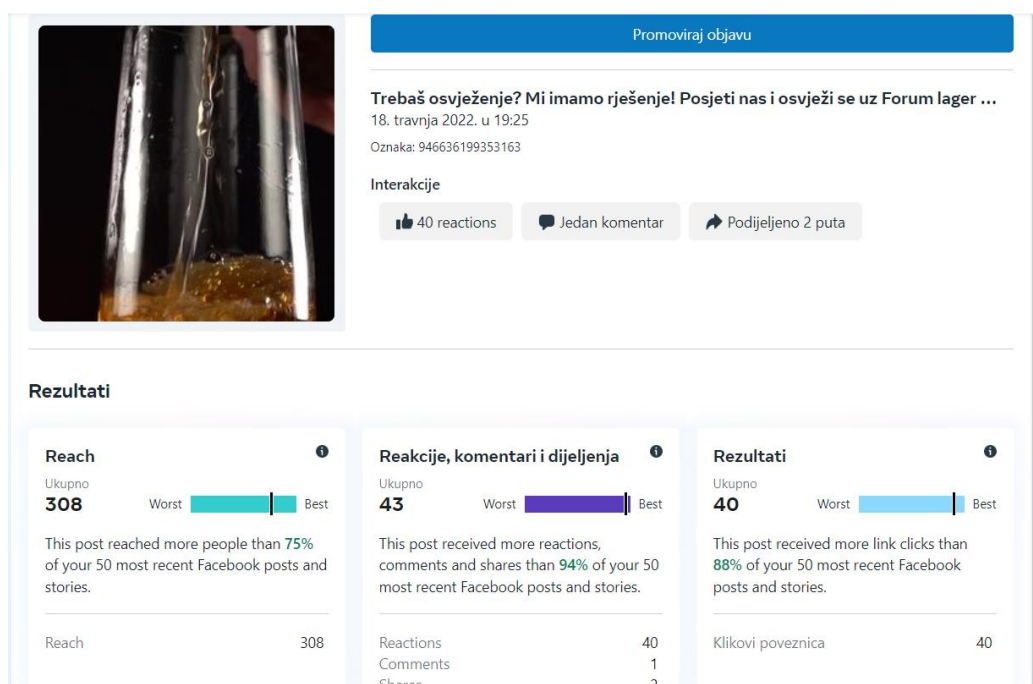 Promoviraj objavu
Trebaš osvježenje? Mi imamo rješenje! Posjeti nas i osvježi se uz Forum lager ...
18. travnja 2022. u 19:25
Oznaka: 946636199353163
Interakcije
40 reactions
Jedan komentar
Podijeljeno 2 puta
Rezultati
Reach
Ukupno
308
Worst
Best
This post reached more people than 75%
of your 50 most recent Facebook posts and
stories.
Reach 308
Reakcije, komentari i dijeljenja
Ukupno
43
Worst
Best
This post received more reactions,
comments and shares than 94% of your 50
most recent Facebook posts and stories.
Reactions 40
Comments 1
Shares 2
Rezultati
Ukupno
40
Worst
Best
This post received more link clicks than
88% of your 50 most recent Facebook
posts and stories.
Klikovi poveznica 40